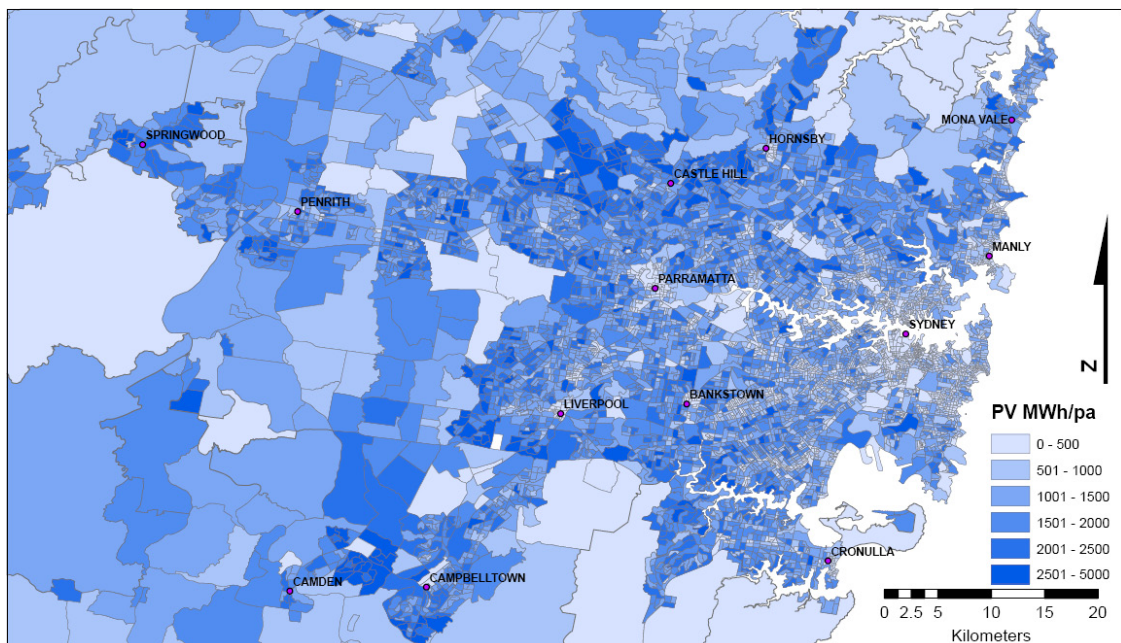 MONA VALE
SPRINGWOOD
HORNSBY
CASTLE HILL
PENRITH
MANLY
PARRAMATTA
SYDNEY
N
LIVERPOOL
BANKSTOWN
PV MWh/pa
0 - 500
501 - 1000
1001 - 1500
1501 - 2000
2001 - 2500
2501 - 5000
CRONULLA
CAMDEN
CAMPBELLTOWN
0 2.5 5 10 15 20
Kilometers